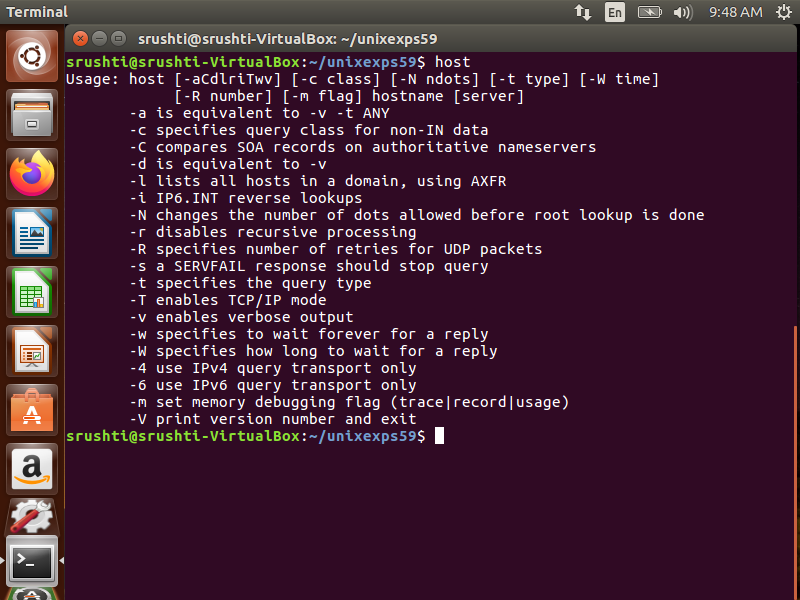 Terminal
En
9:48 AM
srushti@srushti-VirtualBox: ~/unixexps59
srushti@srushti-VirtualBox:~/unixexps59$ host
Usage: host [-aCdlriTwv] [-c class] [-N ndots] [-t type] [-W time]
            [-R number] [-m flag] hostname [server]
       -a is equivalent to -v -t ANY
       -c specifies query class for non-IN data
       -C compares SOA records on authoritative nameservers
       -d is equivalent to -v
       -l lists all hosts in a domain, using AXFR
       -i IP6.INT reverse lookups
       -N changes the number of dots allowed before root lookup is done
       -r disables recursive processing
       -R specifies number of retries for UDP packets
       -s a SERVFAIL response should stop query
       -t specifies the query type
       -T enables TCP/IP mode
       -v enables verbose output
       -w specifies to wait forever for a reply
       -W specifies how long to wait for a reply
       -4 use IPv4 query transport only
       -6 use IPv6 query transport only
       -m set memory debugging flag (trace|record|usage)
       -V print version number and exit
srushti@srushti-VirtualBox:~/unixexps59$